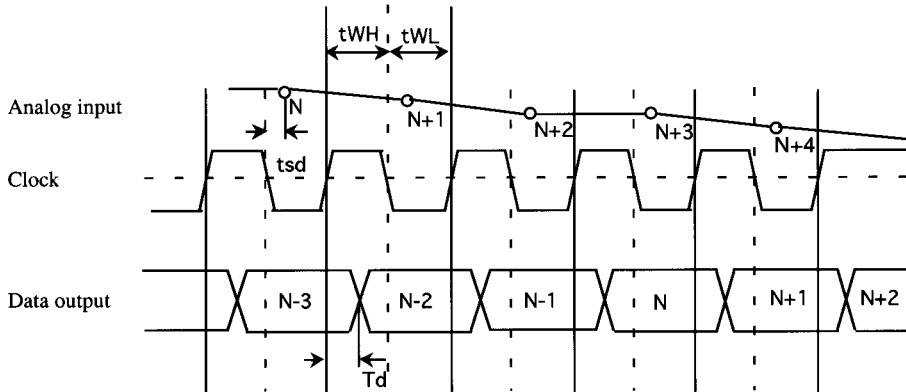 tWH tWL
Analog input
N N+1 N+2 N+3 N+4
tsd
Clock
Data output N-3 N-2 N-1 N N+1 N+2
Td